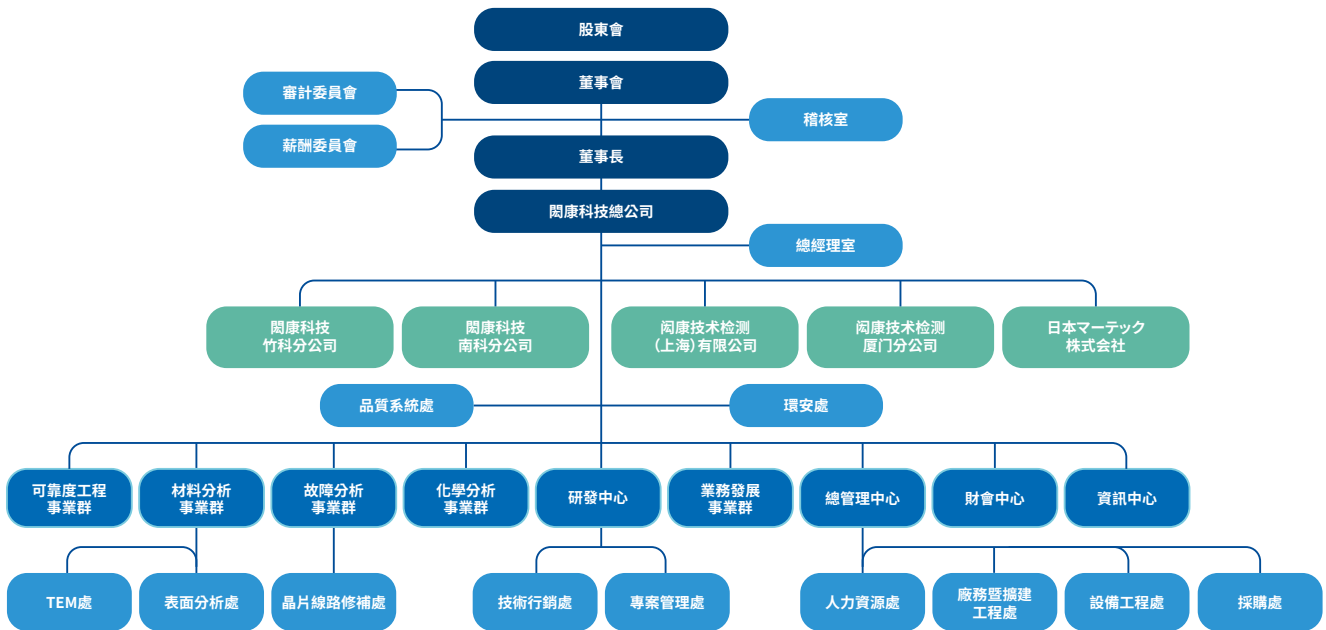 股東會
董事會
審計委員會
稽核室
薪酬委員會
董事長
閎康科技總公司
總經理室
閎康科技
竹科分公司
閎康科技
南科分公司
闳康技术检测
（上海）有限公司
闳康技术检测
厦门分公司
日本マーテック
株式会社
品質系統處
環安處
可靠度工程
事業群
材料分析
事業群
故障分析
事業群
化學分析
事業群
研發中心
業務發展
事業群
總管理中心
財會中心
資訊中心
TEM處
表面分析處
晶片線路修補處
技術行銷處
專案管理處
人力資源處
廠務暨擴建
工程處
設備工程處
採購處